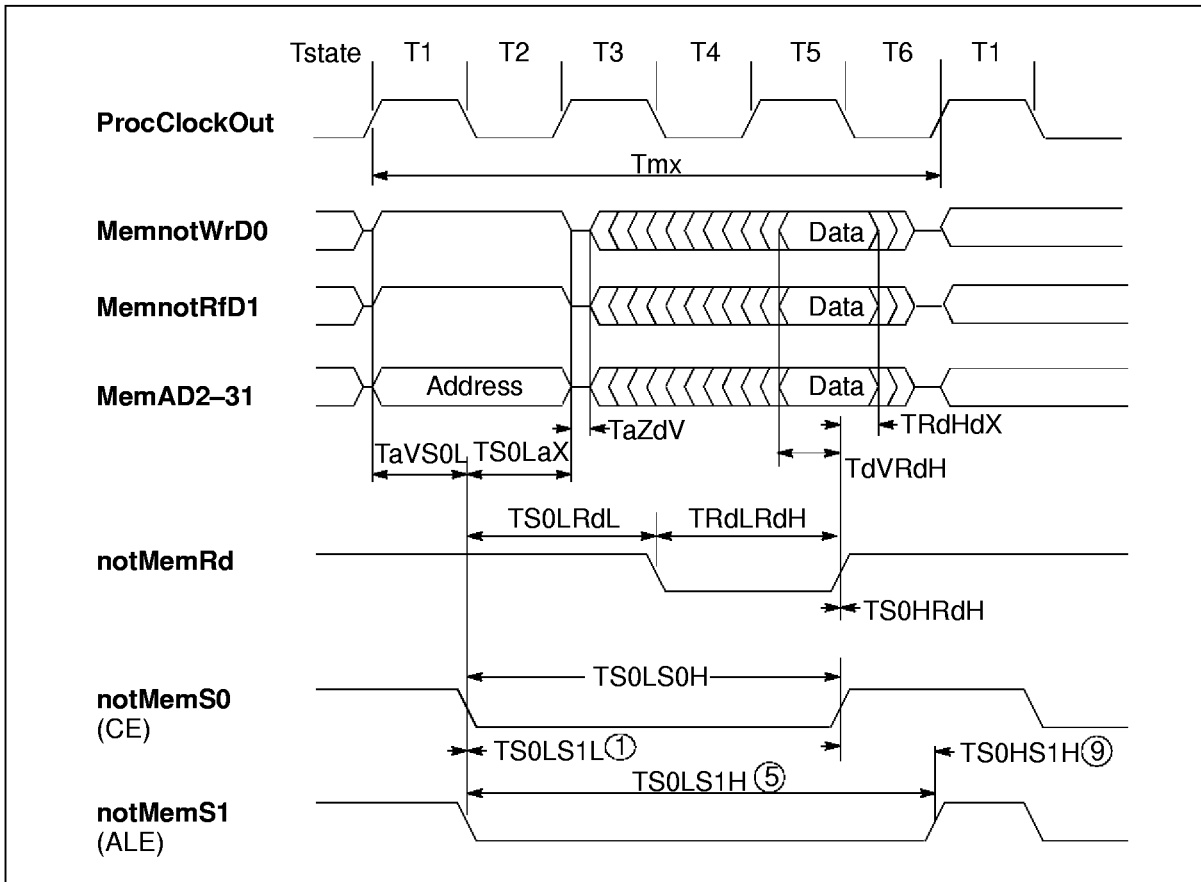 Tstate T1 T2 T3 T4 T5 T6 T1
ProcClockOut
Tmx
MemnotWrD0 Data
MemnotRfD1 Data
MemAD2–31 Address Data
TaZdV TRdHdX
TaVS0L TS0LaX TdVRdH
TS0LRdL TRdLRdH
notMemRd
TS0HRdH
TS0LS0H
notMemS0
(CE)
TS0LS1L① TS0HS1H⑨
TS0LS1H⑤
notMemS1
(ALE)